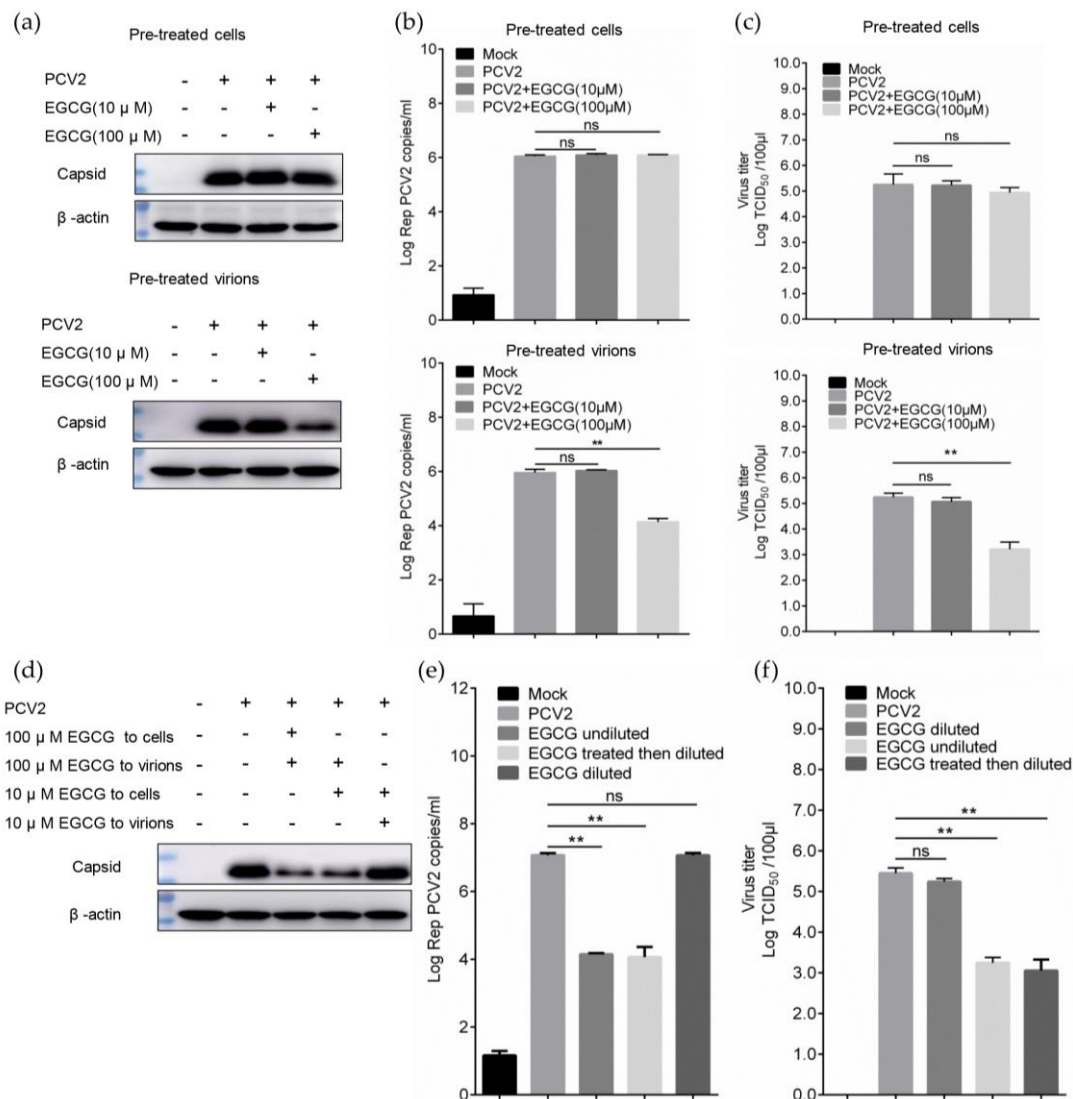 (a)
Pre-treated cells
PCV2 - + + +
EGCG(10 μ M) - - + -
EGCG(100 μ M) - - - +
Capsid
β -actin
Pre-treated virions
PCV2 - + + +
EGCG(10 μ M) - - + -
EGCG(100 μ M) - - - +
Capsid
β -actin
(b)
Pre-treated cells
Log Rep PCV2 copies/ml
10
8
6
4
2
0
Mock
PCV2
PCV2+EGCG(10μM)
PCV2+EGCG(100μM)
ns
ns
Pre-treated virions
Log Rep PCV2 copies/ml
10
8
6
4
2
0
Mock
PCV2
PCV2+EGCG(10μM)
PCV2+EGCG(100μM)
**
ns
(c)
Pre-treated cells
Virus titer
Log TCID50 /100μl
10.0
9.0
8.0
7.0
6.0
5.0
4.0
3.0
2.0
1.0
0.0
Mock
PCV2
PCV2+EGCG(10μM)
PCV2+EGCG(100μM)
ns
ns
Pre-treated virions
Virus titer
Log TCID50 /100μl
10.0
9.0
8.0
7.0
6.0
5.0
4.0
3.0
2.0
1.0
0.0
Mock
PCV2
PCV2+EGCG(10μM)
PCV2+EGCG(100μM)
**
ns
(d)
PCV2 - + + + +
100 μ M EGCG to cells - - + - -
100 μ M EGCG to virions - - + + -
10 μ M EGCG to cells - - - + +
10 μ M EGCG to virions - - - - +
Capsid
β -actin
(e)
Log Rep PCV2 copies/ml
12
10
8
6
4
2
0
Mock
PCV2
EGCG undiluted
EGCG treated then diluted
EGCG diluted
ns
**
**
(f)
Virus titer
Log TCID50 /100μl
10.0
9.0
8.0
7.0
6.0
5.0
4.0
3.0
2.0
1.0
0.0
Mock
PCV2
EGCG diluted
EGCG undiluted
EGCG treated then diluted
**
**
ns